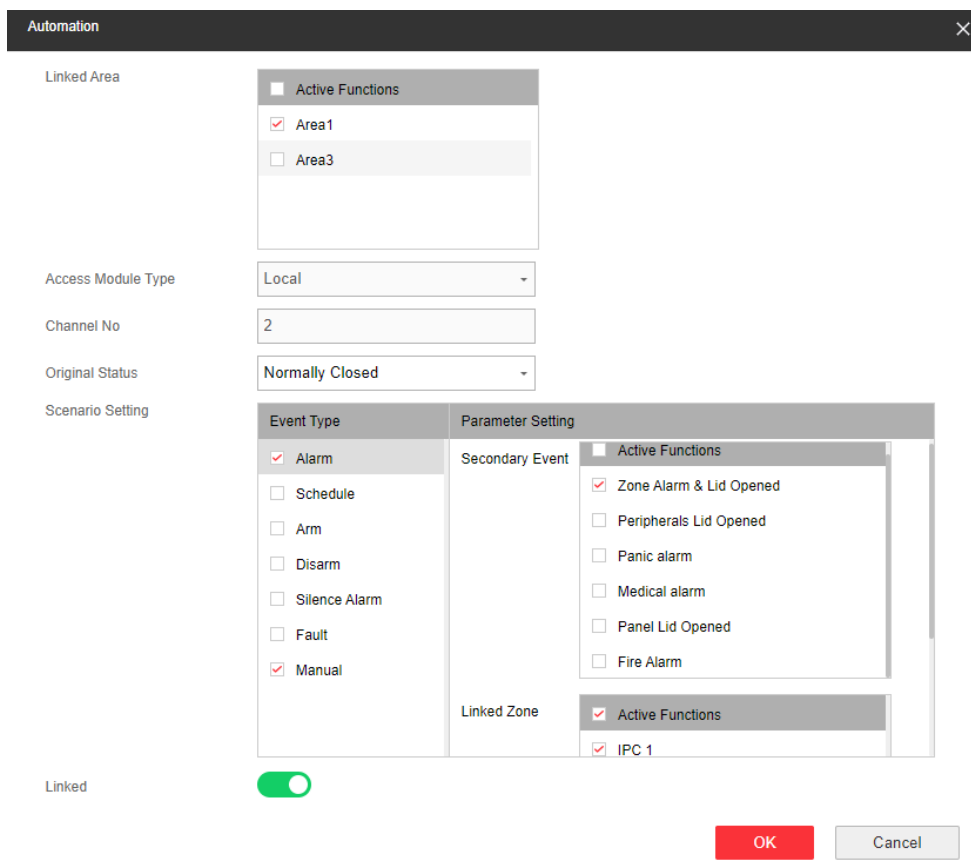 Automation
Linked Area
Active Functions
Area1
Area3
Access Module Type
Local
Channel No
2
Original Status
Normally Closed
Scenario Setting
Event Type
Parameter Setting
Alarm
Schedule
Arm
Disarm
Silence Alarm
Fault
Manual
Secondary Event
Active Functions
Zone Alarm & Lid Opened
Peripherals Lid Opened
Panic alarm
Medical alarm
Panel Lid Opened
Fire Alarm
Linked Zone
Active Functions
IPC 1
Linked
OK
Cancel